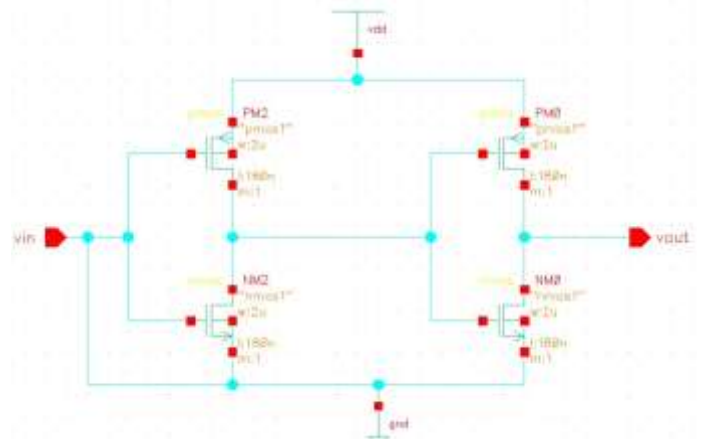 vdd
PM2
"pmos1"
w:2u
l:180n
m:1
PM0
"pmos1"
w:2u
l:180n
m:1
vin
vout
NM2
"nmos1"
w:2u
l:180n
m:1
NM0
"nmos1"
w:2u
l:180n
m:1
gnd